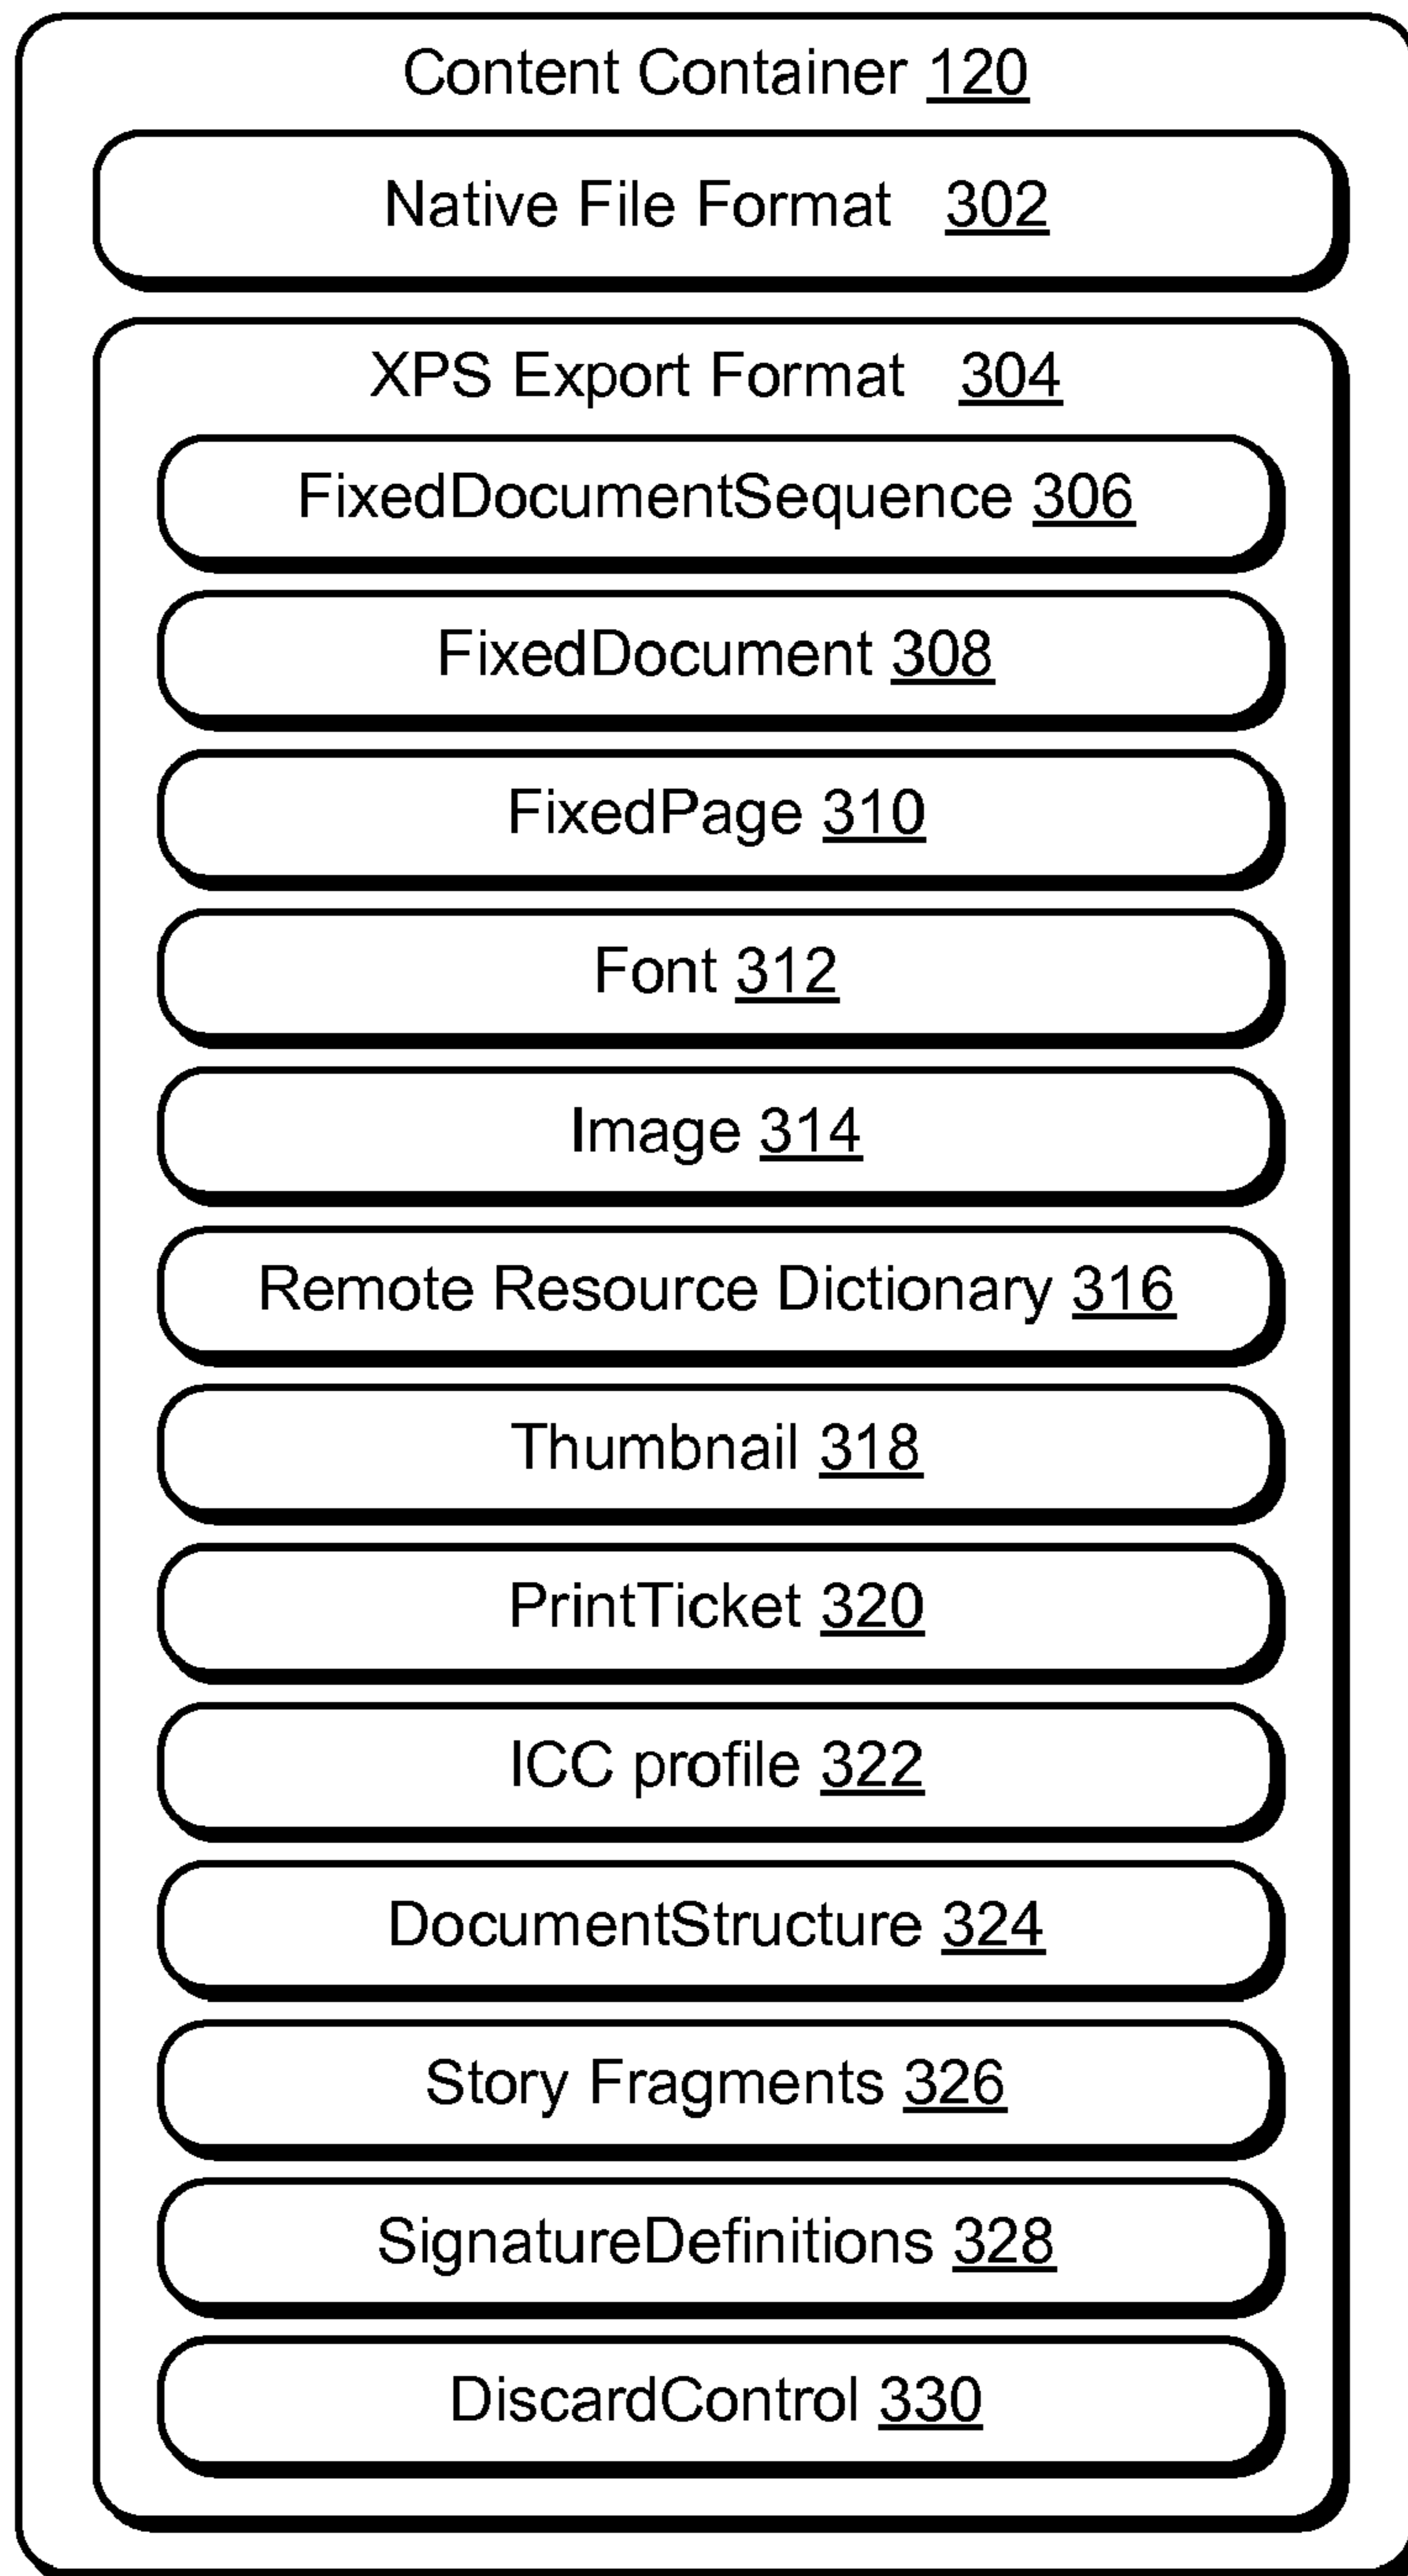 Content Container 120
Native File Format 302
XPS Export Format 304
FixedDocumentSequence 306
FixedDocument 308
FixedPage 310
Font 312
Image 314
Remote Resource Dictionary 316
Thumbnail 318
PrintTicket 320
ICC profile 322
DocumentStructure 324
Story Fragments 326
SignatureDefinitions 328
DiscardControl 330